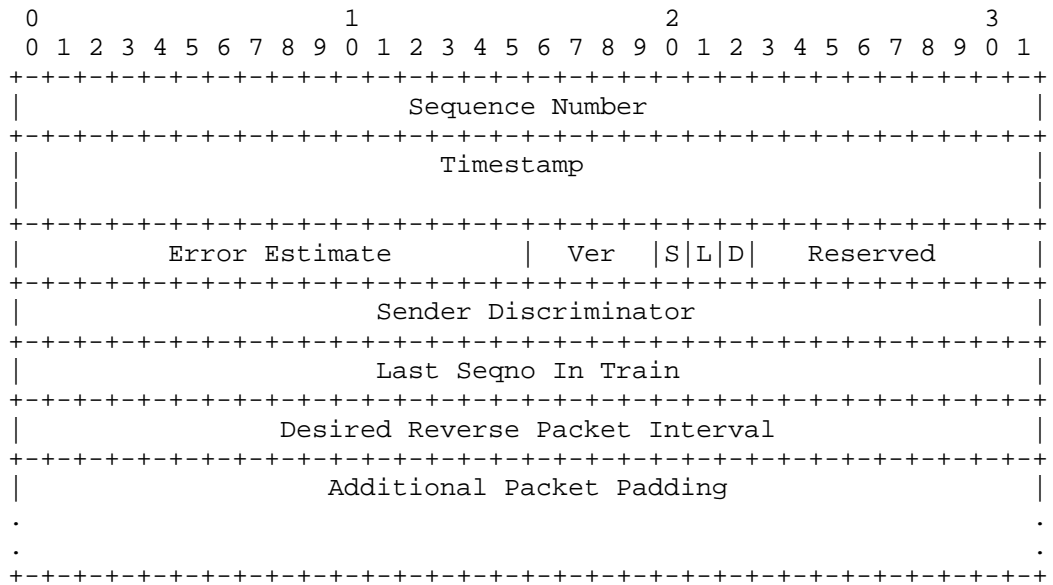 0                   1                   2                   3
 0 1 2 3 4 5 6 7 8 9 0 1 2 3 4 5 6 7 8 9 0 1 2 3 4 5 6 7 8 9 0 1
+-+-+-+-+-+-+-+-+-+-+-+-+-+-+-+-+-+-+-+-+-+-+-+-+-+-+-+-+-+-+-+-+
|                        Sequence Number                        |
+-+-+-+-+-+-+-+-+-+-+-+-+-+-+-+-+-+-+-+-+-+-+-+-+-+-+-+-+-+-+-+-+
|                          Timestamp                            |
|                                                               |
+-+-+-+-+-+-+-+-+-+-+-+-+-+-+-+-+-+-+-+-+-+-+-+-+-+-+-+-+-+-+-+-+
|         Error Estimate        |  Ver  |S|L|D|   Reserved      |
+-+-+-+-+-+-+-+-+-+-+-+-+-+-+-+-+-+-+-+-+-+-+-+-+-+-+-+-+-+-+-+-+
|                      Sender Discriminator                     |
+-+-+-+-+-+-+-+-+-+-+-+-+-+-+-+-+-+-+-+-+-+-+-+-+-+-+-+-+-+-+-+-+
|                      Last Seqno In Train                      |
+-+-+-+-+-+-+-+-+-+-+-+-+-+-+-+-+-+-+-+-+-+-+-+-+-+-+-+-+-+-+-+-+
|                Desired Reverse Packet Interval                |
+-+-+-+-+-+-+-+-+-+-+-+-+-+-+-+-+-+-+-+-+-+-+-+-+-+-+-+-+-+-+-+-+
|                   Additional Packet Padding                   |
.                                                               .
.                                                               .
+-+-+-+-+-+-+-+-+-+-+-+-+-+-+-+-+-+-+-+-+-+-+-+-+-+-+-+-+-+-+-+-+